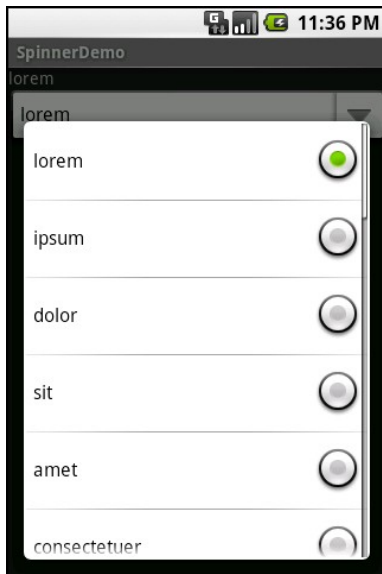 11:36 PM
SpinnerDemo
lorem
lorem
lorem
ipsum
dolor
sit
amet
consectetuer